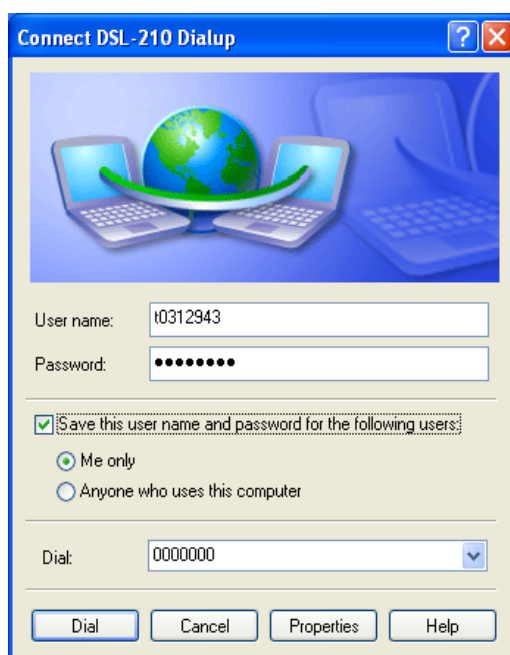 Connect DSL-210 Dialup
User name: t0312943
Password: ••••••••
Save this user name and password for the following users:
Me only
Anyone who uses this computer
Dial: 0000000
Dial Cancel Properties Help